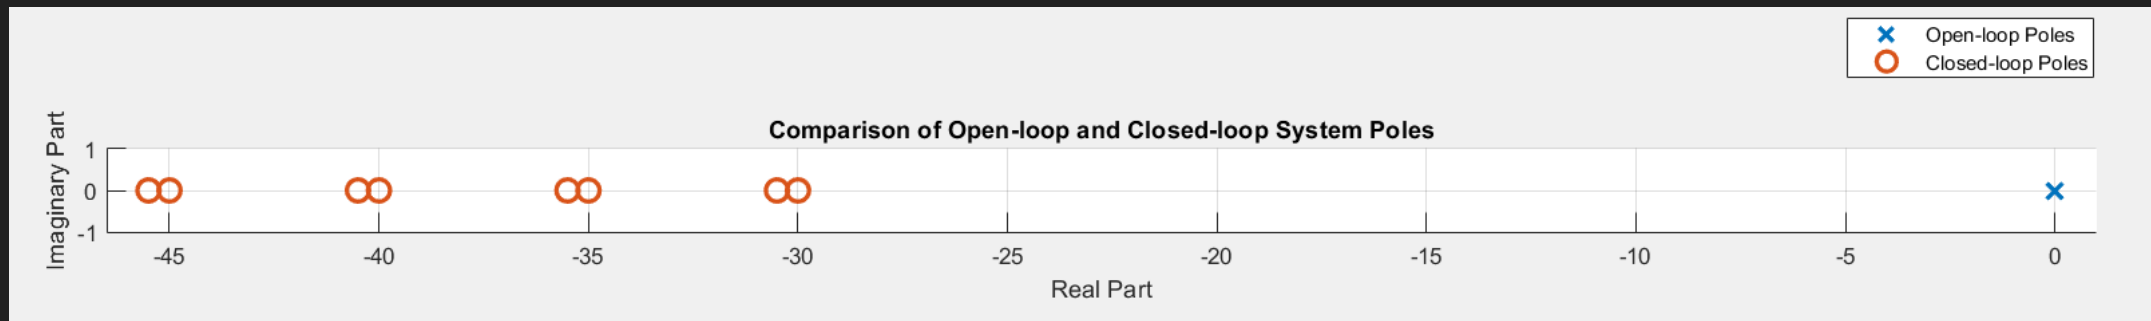 Open-loop Poles
Closed-loop Poles
Comparison of Open-loop and Closed-loop System Poles
Imaginary Part
1
0
-1
-45 -40 -35 -30 -25 -20 -15 -10 -5 0
Real Part